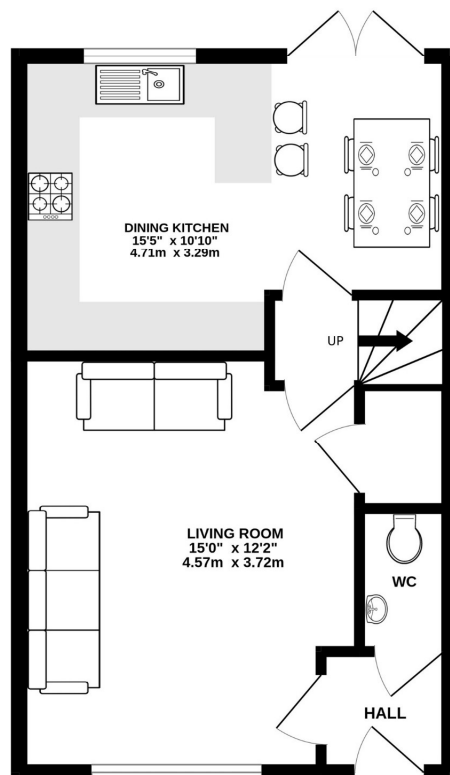 DINING KITCHEN
15'5" x 10'10"
4.71m x 3.29m
UP
LIVING ROOM
15'0" x 12'2"
4.57m x 3.72m
WC
HALL